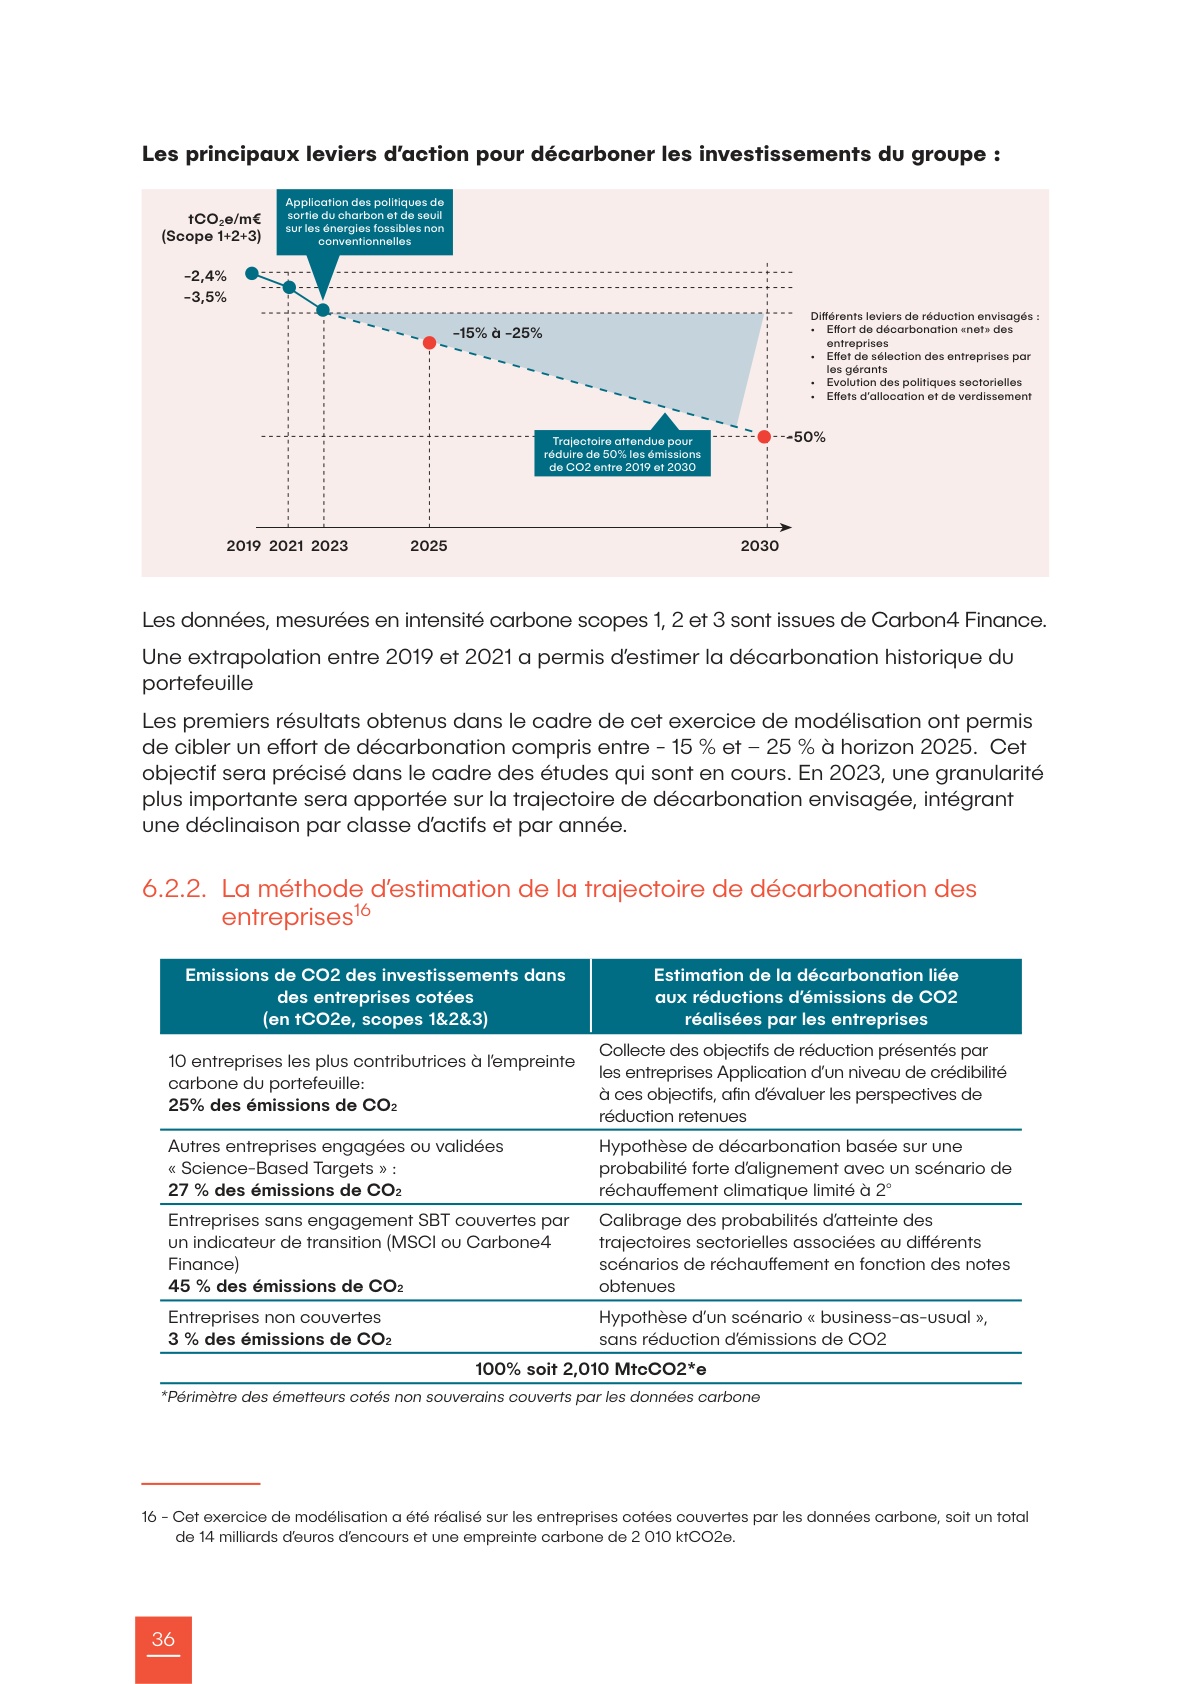 Les principaux leviers d’action pour décarboner les investissements du groupe :
tCO₂e/m€
(Scope 1+2+3)
Application des politiques de
sortie du charbon et de seuil
sur les énergies fossibles non
conventionnelles
-2,4%
-3,5%
-15% à -25%
Différents leviers de réduction envisagés :
• Effort de décarbonation «net» des
entreprises
• Effet de sélection des entreprises par
les gérants
• Evolution des politiques sectorielles
• Effets d’allocation et de verdissement
-50%
Trajectoire attendue pour
réduire de 50% les émissions
de CO2 entre 2019 et 2030
2019 2021 2023 2025 2030
Les données, mesurées en intensité carbone scopes 1, 2 et 3 sont issues de Carbon4 Finance.
Une extrapolation entre 2019 et 2021 a permis d’estimer la décarbonation historique du
portefeuille
Les premiers résultats obtenus dans le cadre de cet exercice de modélisation ont permis
de cibler un effort de décarbonation compris entre - 15 % et – 25 % à horizon 2025. Cet
objectif sera précisé dans le cadre des études qui sont en cours. En 2023, une granularité
plus importante sera apportée sur la trajectoire de décarbonation envisagée, intégrant
une déclinaison par classe d’actifs et par année.
6.2.2. La méthode d’estimation de la trajectoire de décarbonation des
entreprises¹⁶
Emissions de CO2 des investissements dans
des entreprises cotées
(en tCO2e, scopes 1&2&3)
Estimation de la décarbonation liée
aux réductions d’émissions de CO2
réalisées par les entreprises
10 entreprises les plus contributrices à l’empreinte
carbone du portefeuille:
25% des émissions de CO₂
Collecte des objectifs de réduction présentés par
les entreprises Application d’un niveau de crédibilité
à ces objectifs, afin d’évaluer les perspectives de
réduction retenues
Autres entreprises engagées ou validées
« Science-Based Targets » :
27 % des émissions de CO₂
Hypothèse de décarbonation basée sur une
probabilité forte d’alignement avec un scénario de
réchauffement climatique limité à 2°
Entreprises sans engagement SBT couvertes par
un indicateur de transition (MSCI ou Carbone4
Finance)
45 % des émissions de CO₂
Calibrage des probabilités d’atteinte des
trajectoires sectorielles associées au différents
scénarios de réchauffement en fonction des notes
obtenues
Entreprises non couvertes
3 % des émissions de CO₂
Hypothèse d’un scénario « business-as-usual »,
sans réduction d’émissions de CO2
100% soit 2,010 MtcCO2*e
*Périmètre des émetteurs cotés non souverains couverts par les données carbone
16 - Cet exercice de modélisation a été réalisé sur les entreprises cotées couvertes par les données carbone, soit un total
de 14 milliards d’euros d’encours et une empreinte carbone de 2 010 ktCO2e.
36